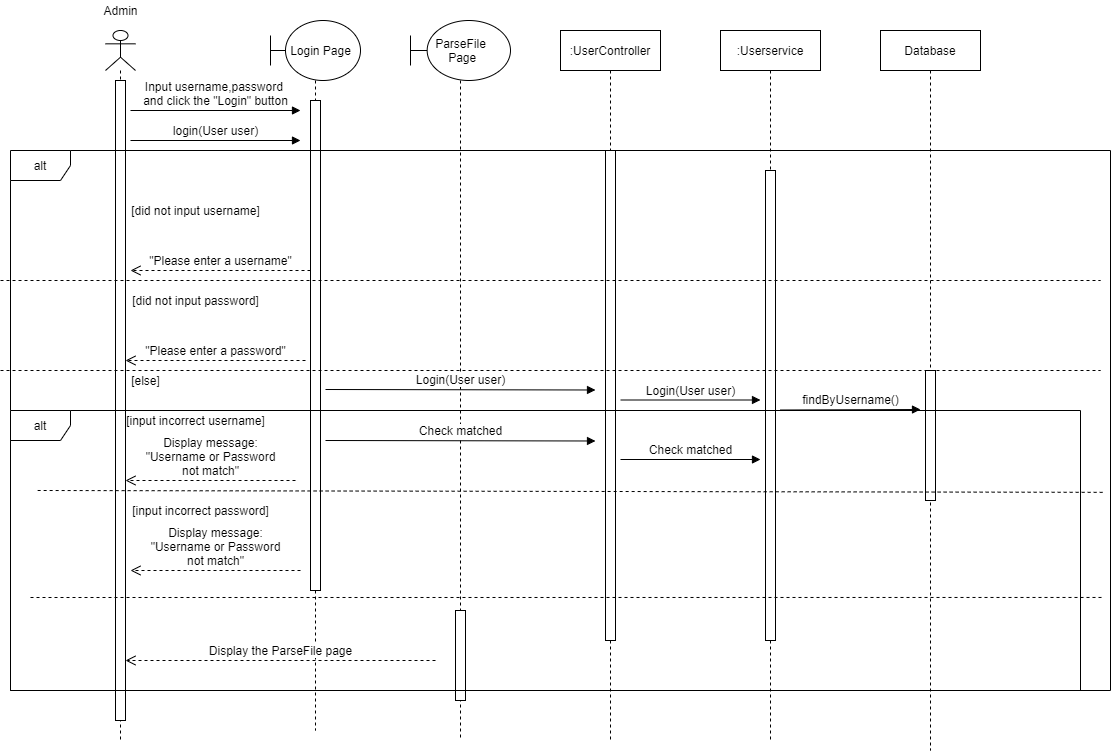 Admin
Login Page
ParseFile
Page
:UserController
:Userservice
Database
Input username,password
and click the "Login" button
login(User user)
alt
[did not input username]
"Please enter a username"
[did not input password]
"Please enter a password"
[else]
Login(User user)
Login(User user)
findByUsername()
alt
[input incorrect username]
Check matched
Display message:
"Username or Password
not match"
Check matched
[input incorrect password]
Display message:
"Username or Password
not match"
Display the ParseFile page